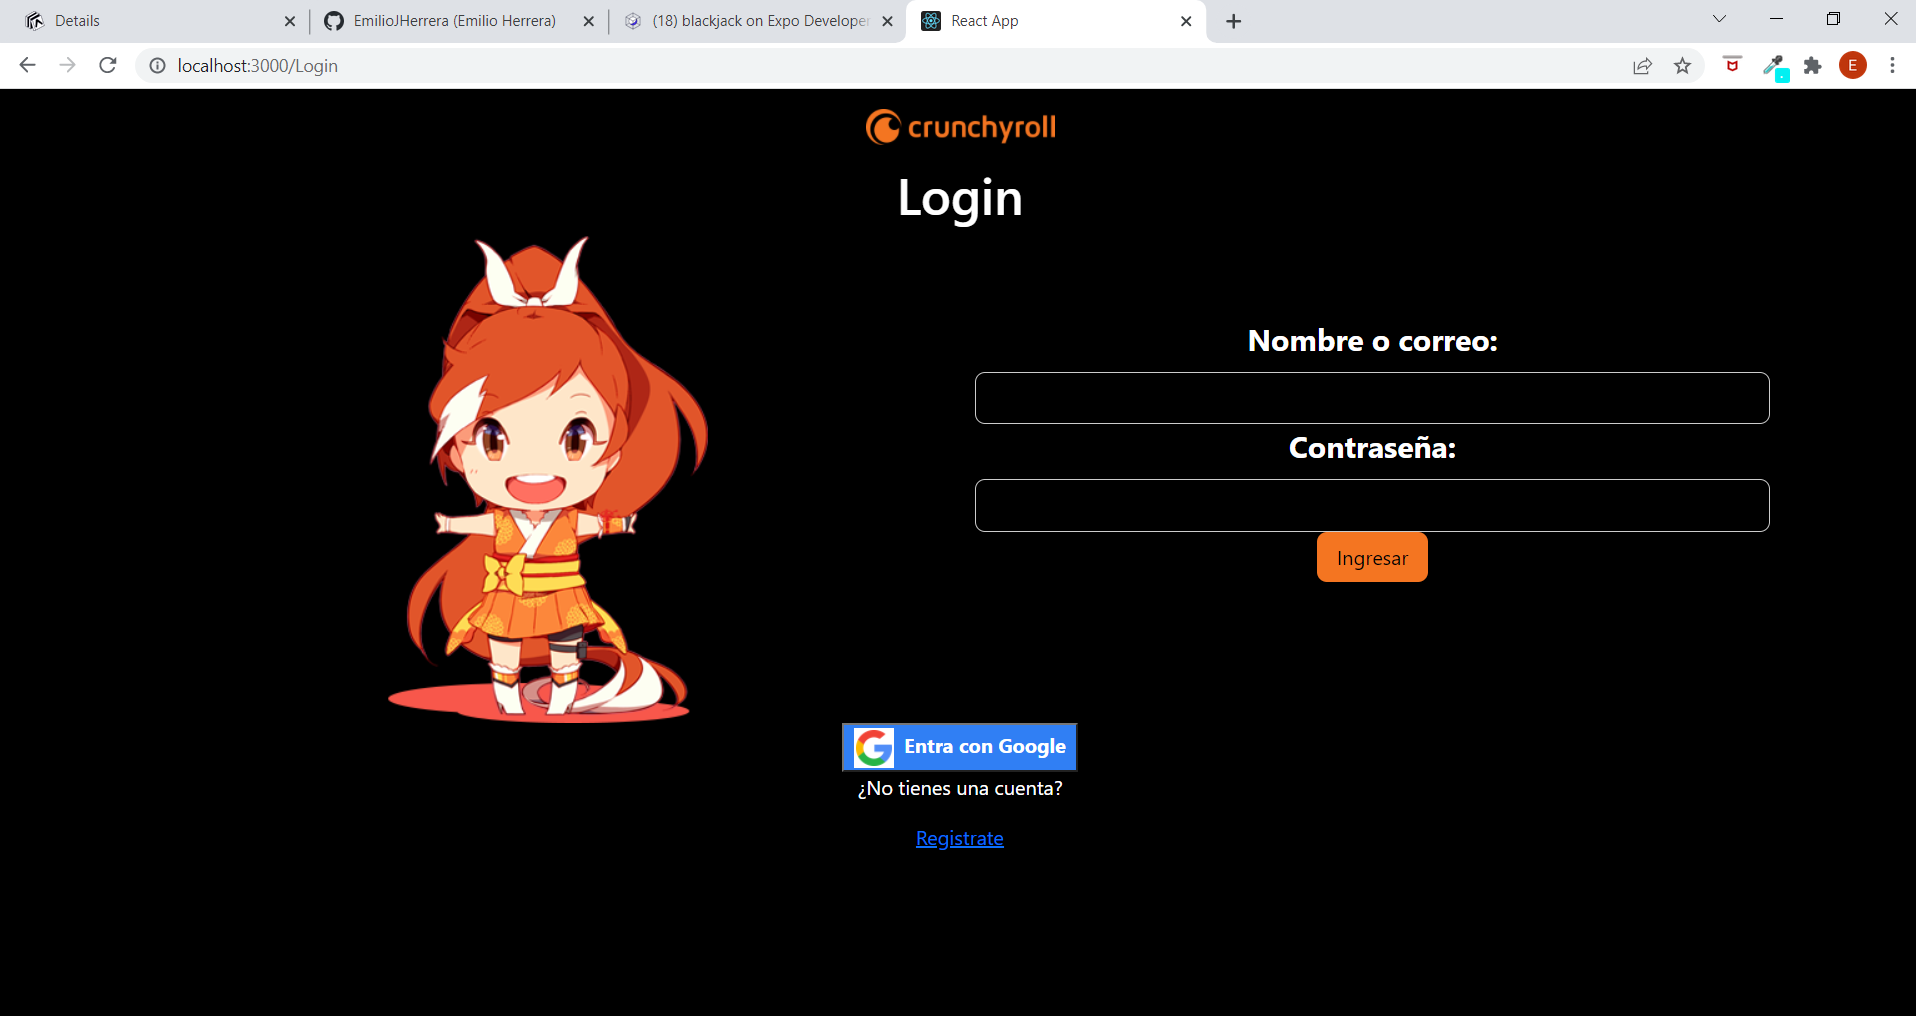 Details
EmilioJHerrera (Emilio Herrera)
(18) blackjack on Expo Developer
React App
localhost:3000/Login
E
crunchyroll
Login
Nombre o correo:
Contraseña:
Ingresar
Entra con Google
¿No tienes una cuenta?
Registrate